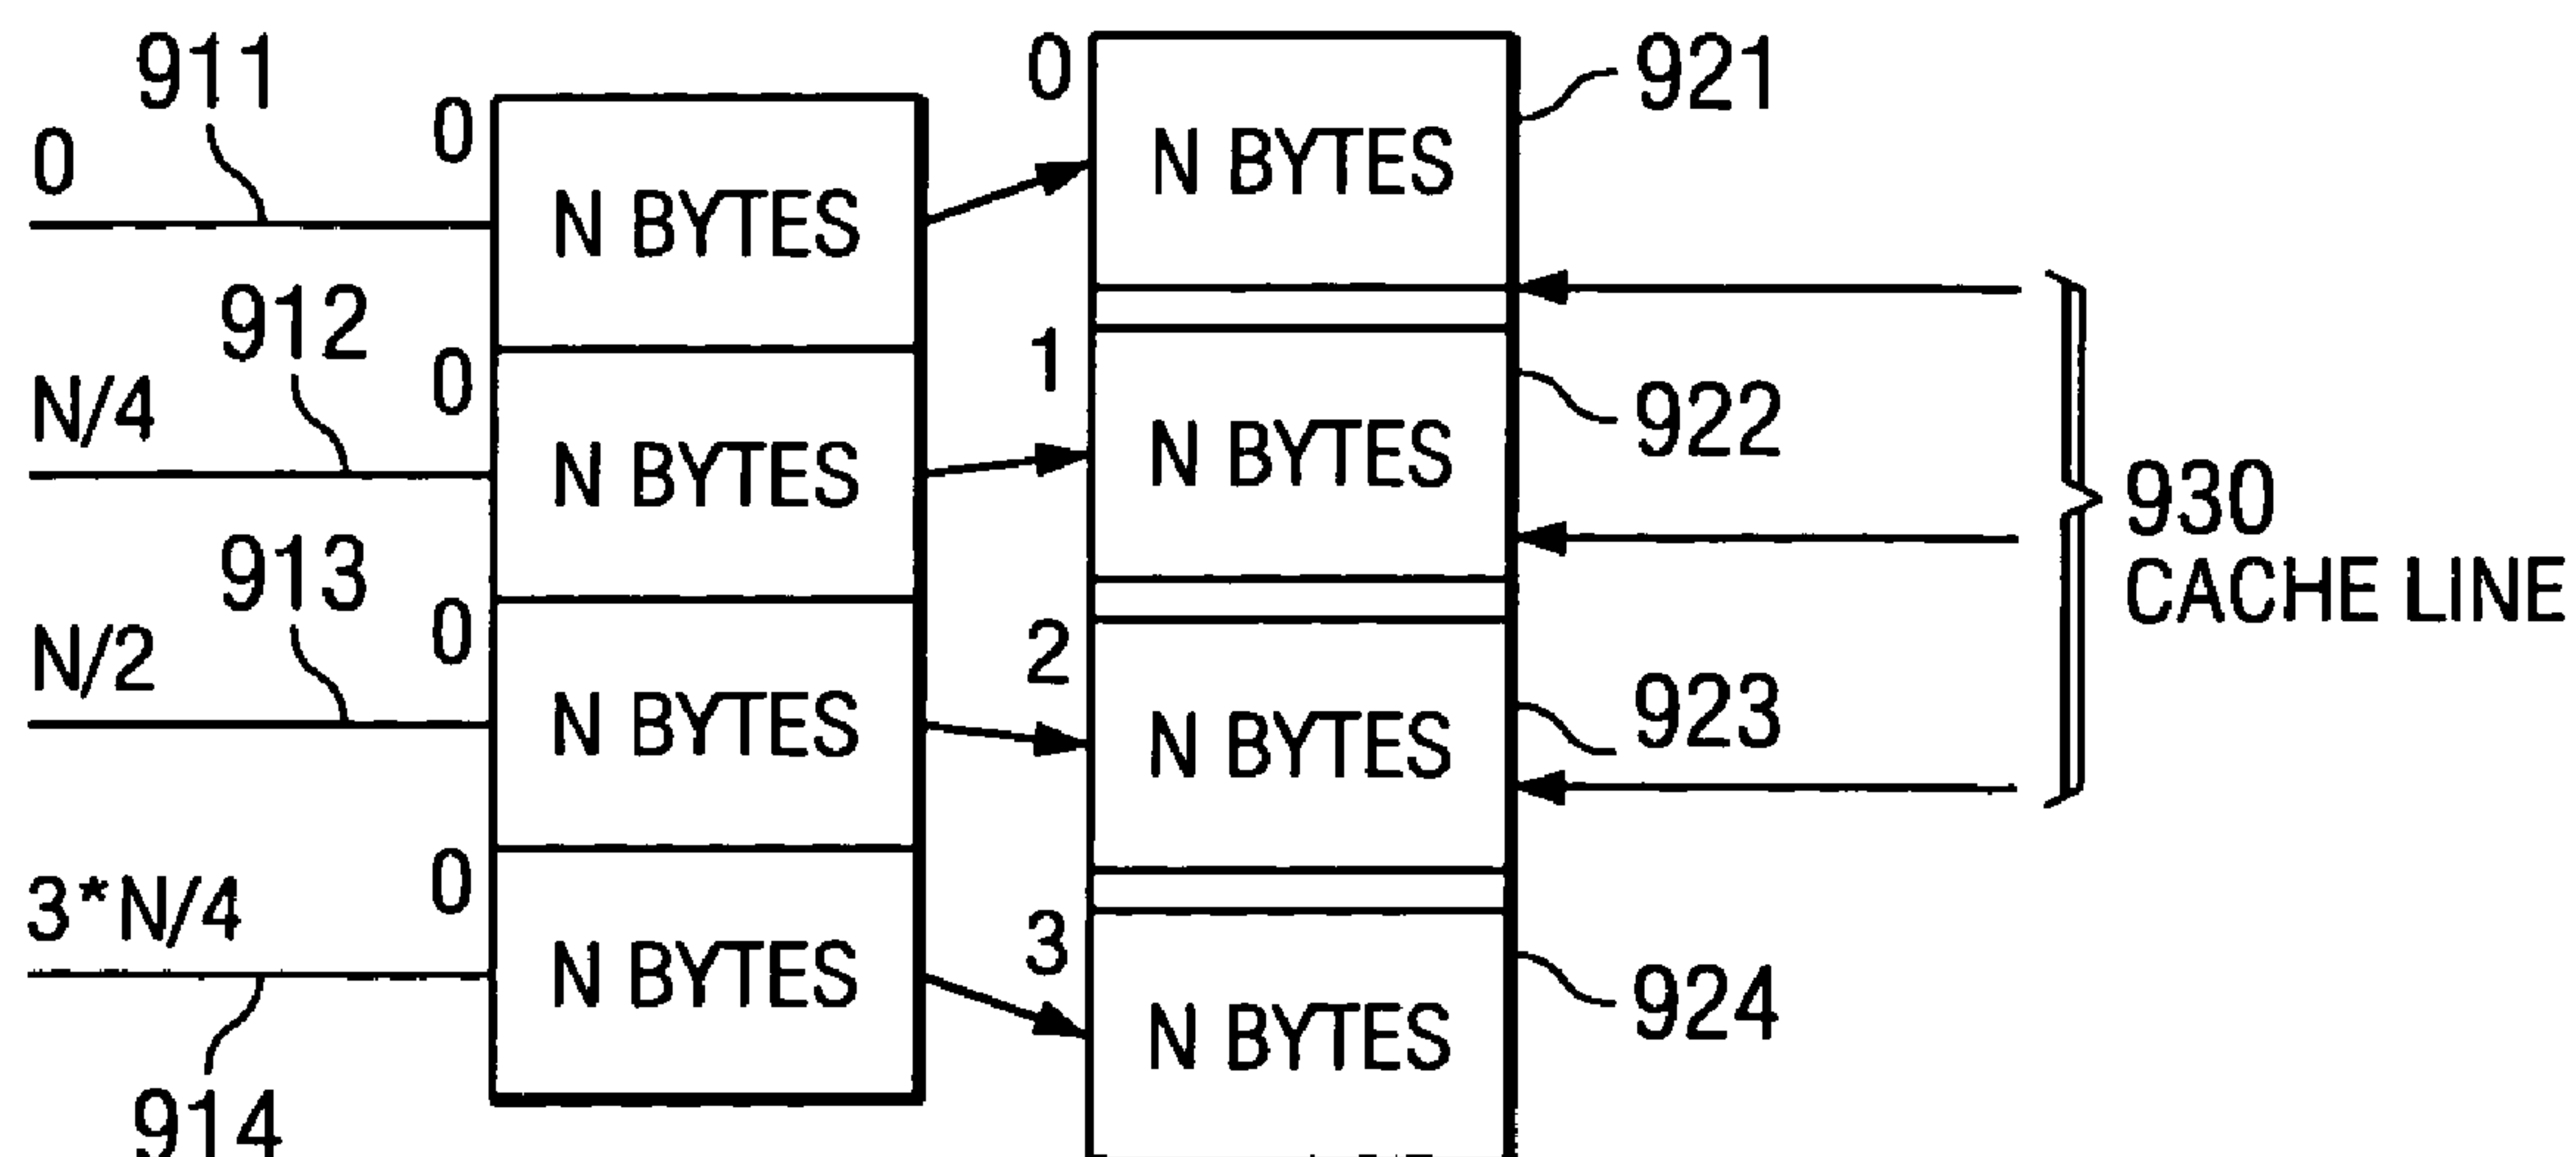 911
0
0
N BYTES
912
N/4
0
N BYTES
913
N/2
0
N BYTES
3*N/4
0
N BYTES
914
0
N BYTES
921
1
N BYTES
922
2
N BYTES
923
3
N BYTES
924
930
CACHE LINE